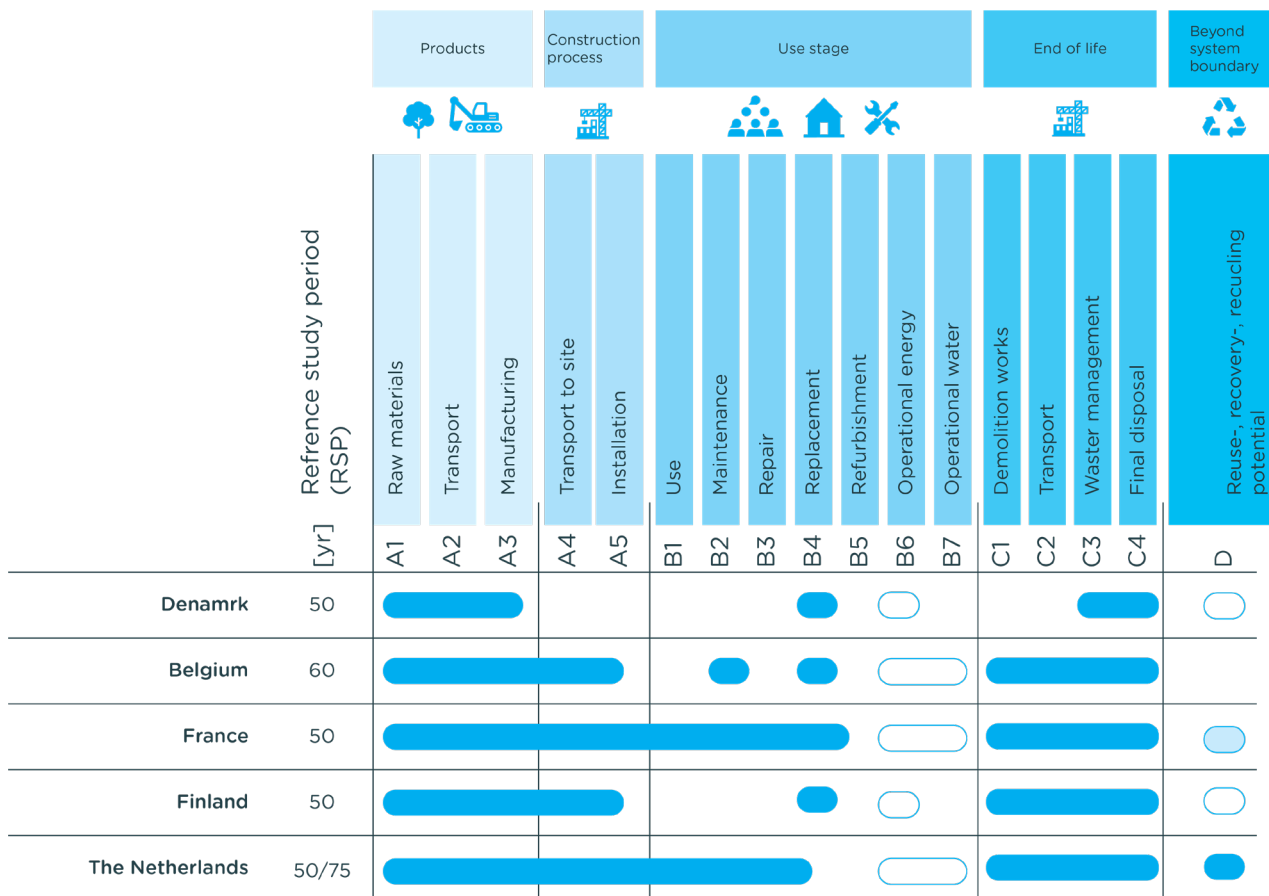 Products
Construction
process
Use stage
End of life
Beyond
system
boundary
Refrence study period
(RSP)
[yr]
Raw materials
Transport
Manufacturing
Transport to site
Installation
Use
Maintenance
Repair
Replacement
Refurbishment
Operational energy
Operational water
Demolition works
Transport
Waster management
Final disposal
Reuse-, recovery-, recucling
potential
A1 A2 A3 A4 A5 B1 B2 B3 B4 B5 B6 B7 C1 C2 C3 C4 D
Denamrk 50
Belgium 60
France 50
Finland 50
The Netherlands 50/75